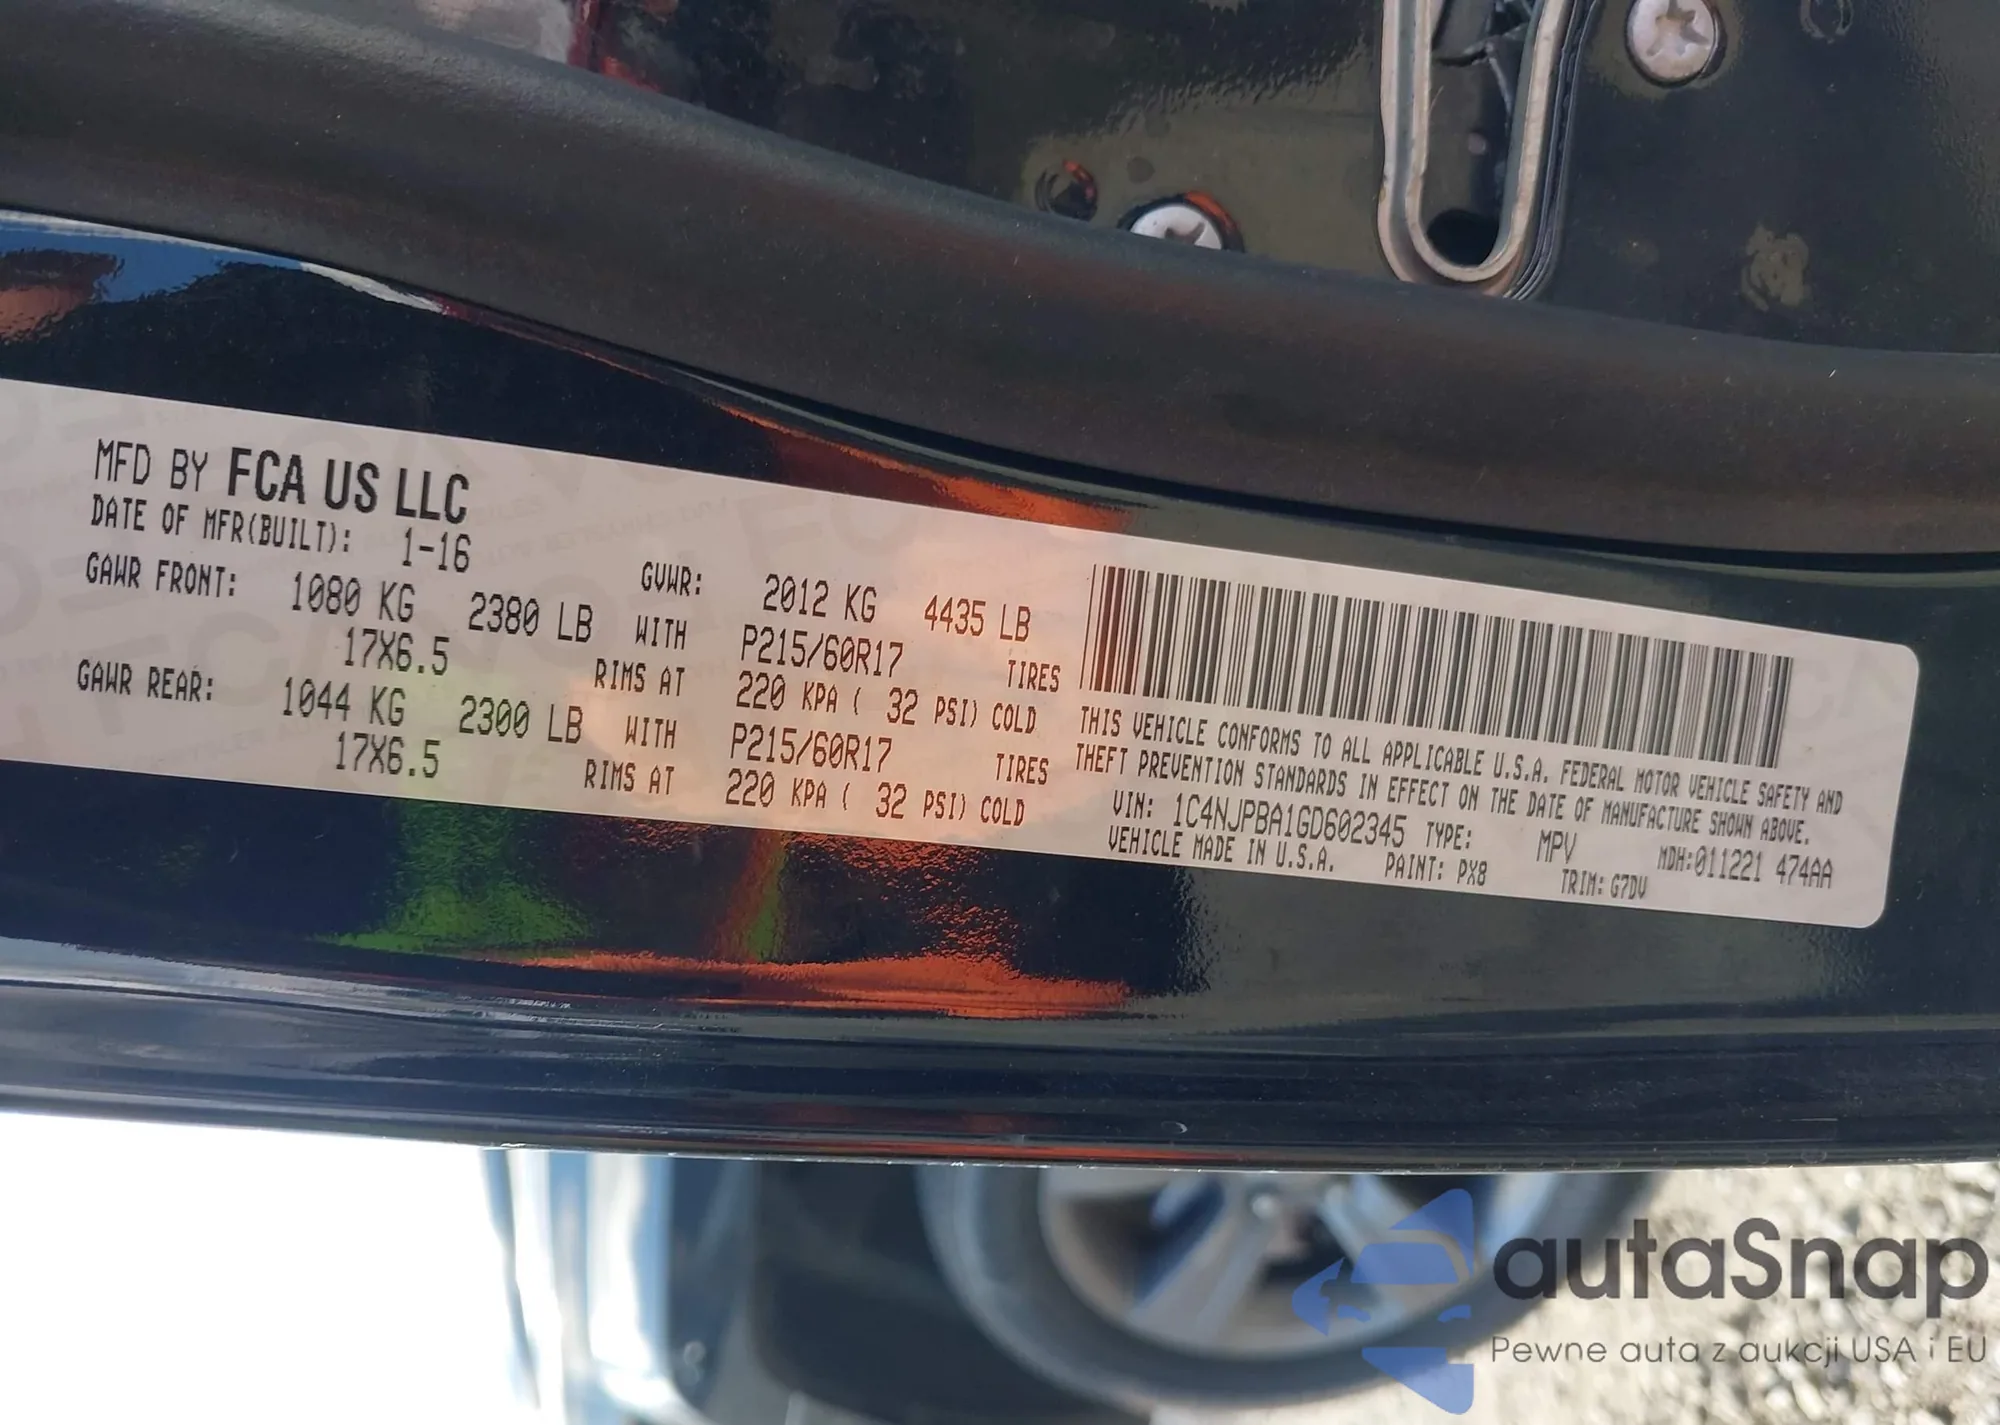 MFD BY FCA US LLC
DATE OF MFR(BUILT): 1-16 GVWR: 2012 KG 4435 LB
GAWR FRONT: 1080 KG 2380 LB WITH P215/60R17 TIRES
17X6.5 RIMS AT 220 KPA ( 32 PSI) COLD
GAWR REAR: 1044 KG 2300 LB WITH P215/60R17 TIRES
17X6.5 RIMS AT 220 KPA ( 32 PSI) COLD
THIS VEHICLE CONFORMS TO ALL APPLICABLE U.S.A. FEDERAL MOTOR VEHICLE SAFETY AND
THEFT PREVENTION STANDARDS IN EFFECT ON THE DATE OF MANUFACTURE SHOWN ABOVE.
VIN: 1C4NJPBA1GD602345 TYPE: MPV MDH:011221 474AA
VEHICLE MADE IN U.S.A. PAINT: PX8 TRIM: G7DV
autaSnap
Pewne auta z aukcji USA i EU